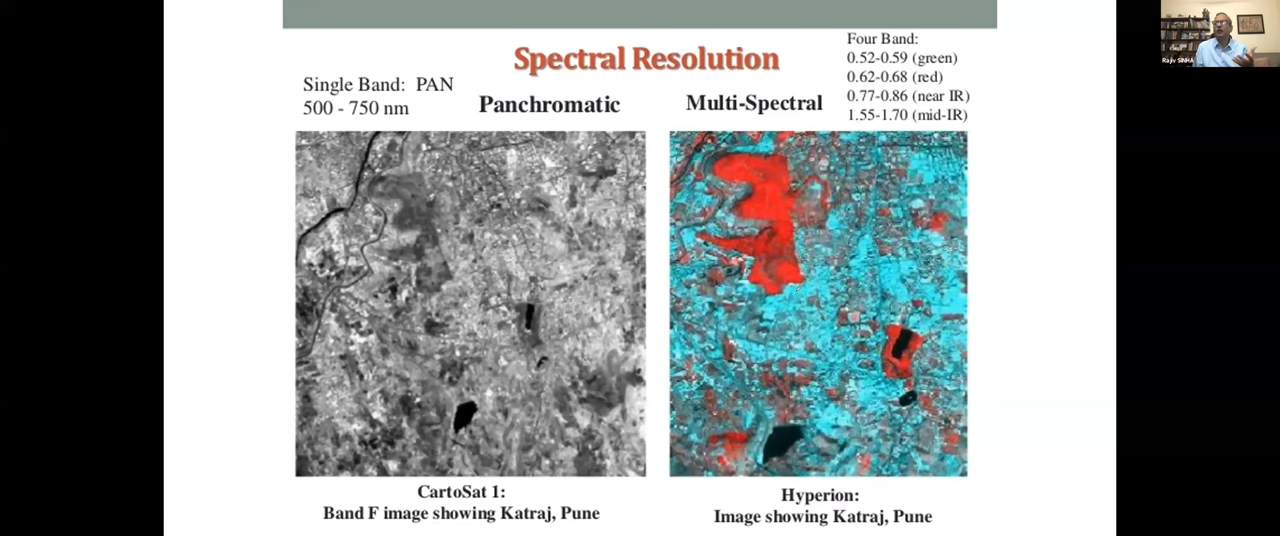 Spectral Resolution
Single Band: PAN
500 - 750 nm
Panchromatic
Multi-Spectral
Four Band:
0.52-0.59 (green)
0.62-0.68 (red)
0.77-0.86 (near IR)
1.55-1.70 (mid-IR)
CartoSat 1:
Band F image showing Katraj, Pune
Hyperion:
Image showing Katraj, Pune
Rajiv SINHA